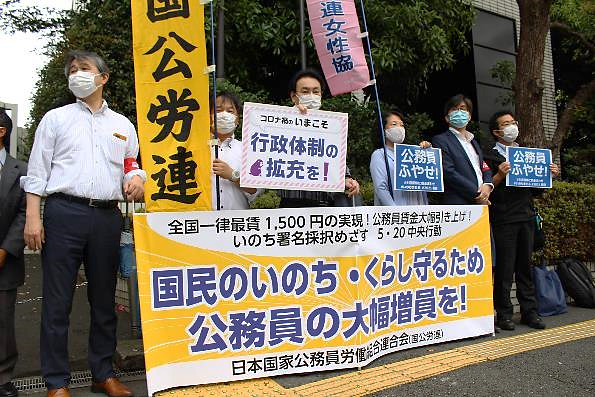 国公労連
連女性協
コロナ禍の いまこそ
行政体制の
拡充を!
公務員
ふやせ!
公務員
ふやせ!
全国一律最賃 1,500 円の実現!公務員賃金大幅引き上げ!
いのち署名採択めざす 5・20 中央行動
国民のいのち・くらし守るため
公務員の大幅増員を!
日本国家公務員労働組合連合会(国公労連)